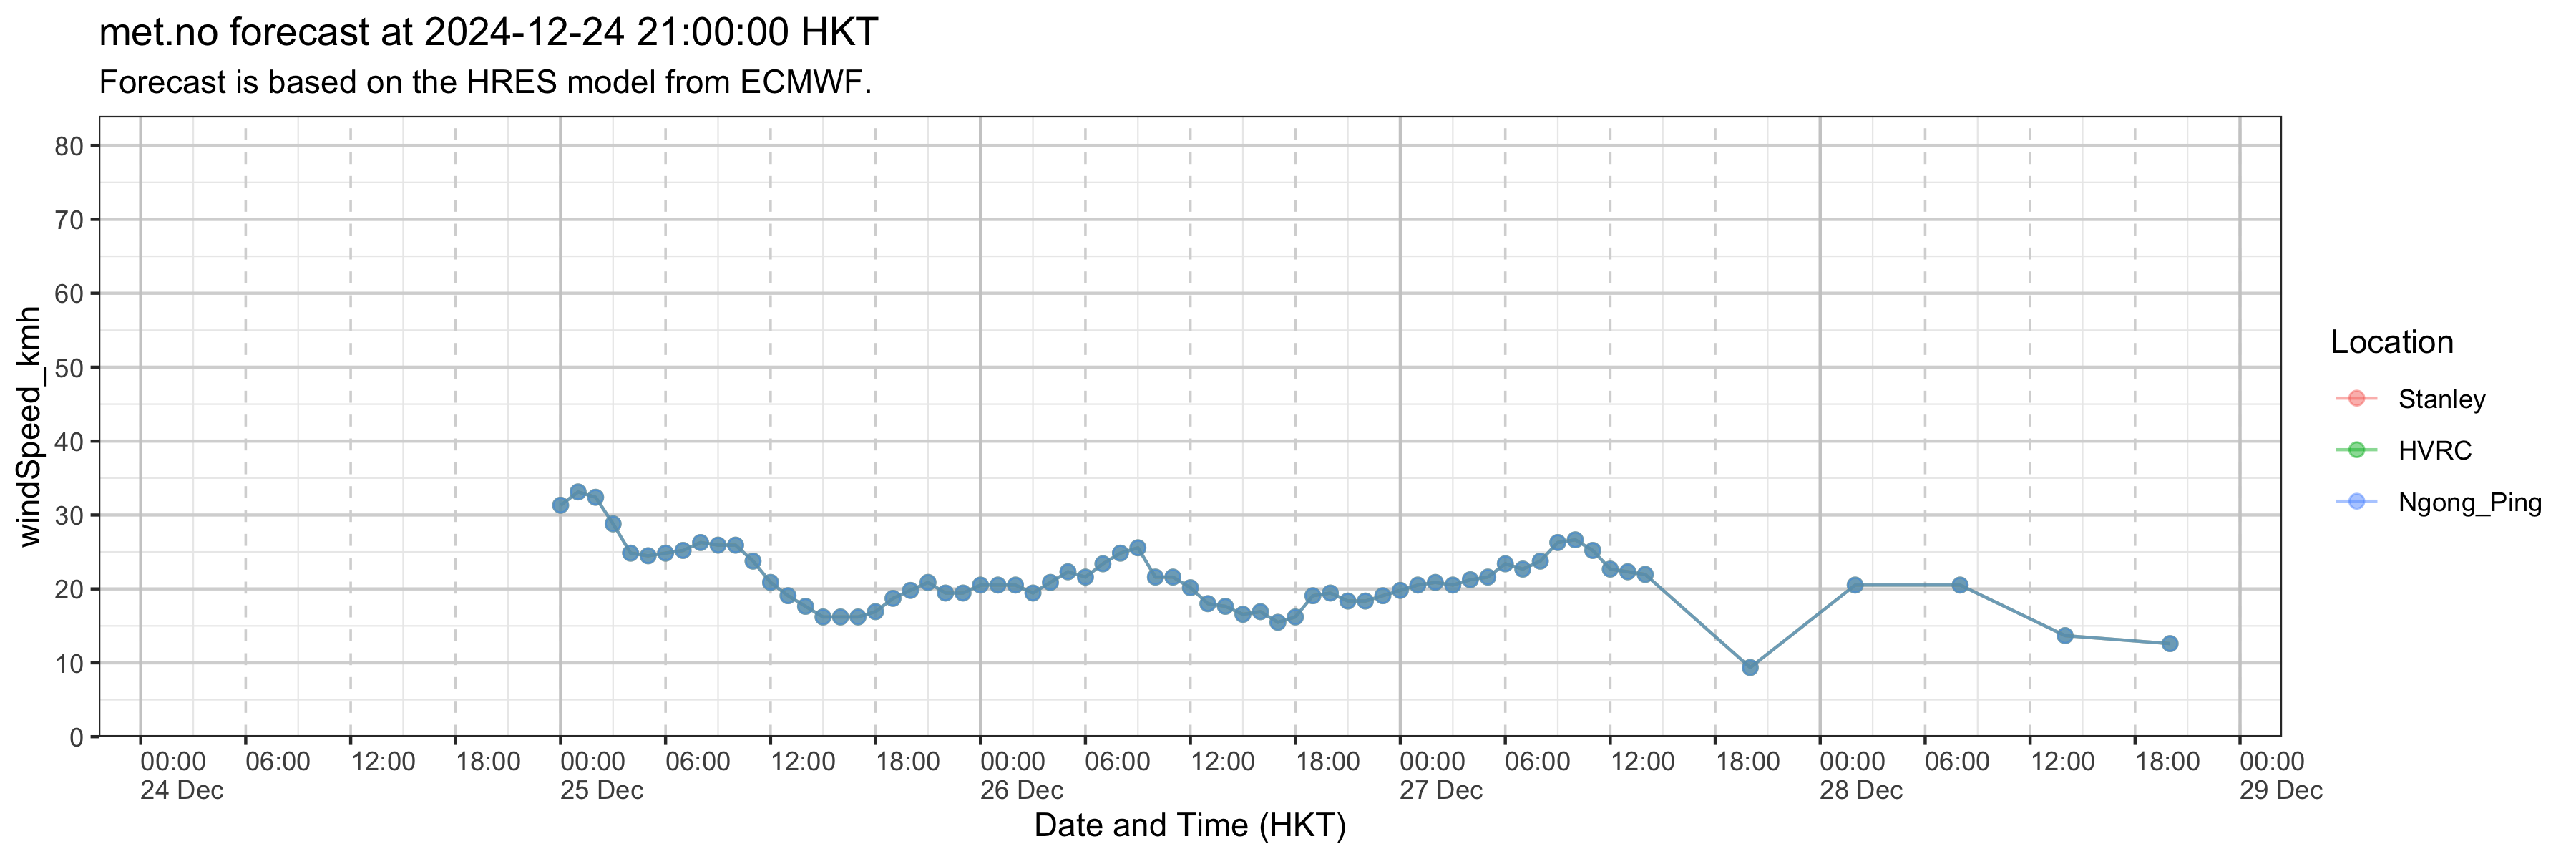 met.no forecast at 2024-12-24 21:00:00 HKT
Forecast is based on the HRES model from ECMWF.
windSpeed_kmh
80
70
60
50
40
30
20
10
0
00:00 06:00 12:00 18:00 00:00 06:00 12:00 18:00 00:00 06:00 12:00 18:00 00:00 06:00 12:00 18:00 00:00 06:00 12:00 18:00 00:00
24 Dec 25 Dec 26 Dec 27 Dec 28 Dec 29 Dec
Date and Time (HKT)
Location
Stanley
HVRC
Ngong_Ping